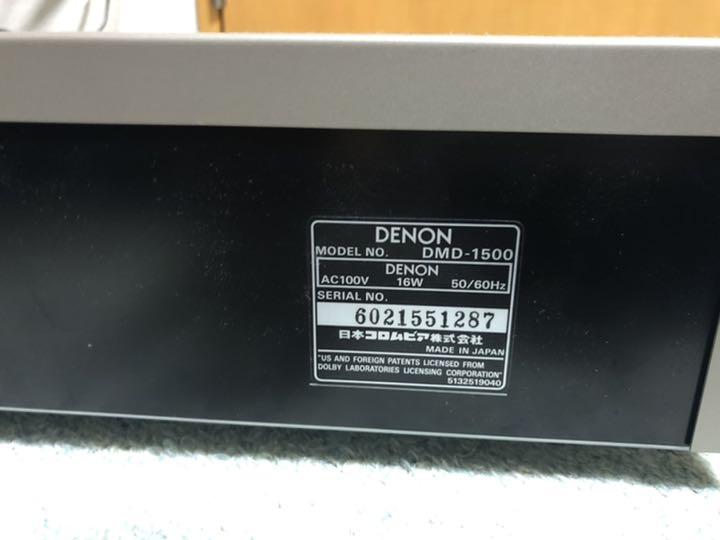 DENON
MODEL NO. DMD-1500
DENON
AC100V 16W 50/60Hz
SERIAL NO.
6021551287
日本コロムビア株式会社
MADE IN JAPAN
"US AND FOREIGN PATENTS LICENSED FROM
DOLBY LABORATORIES LICENSING CORPORATION"
5132519040